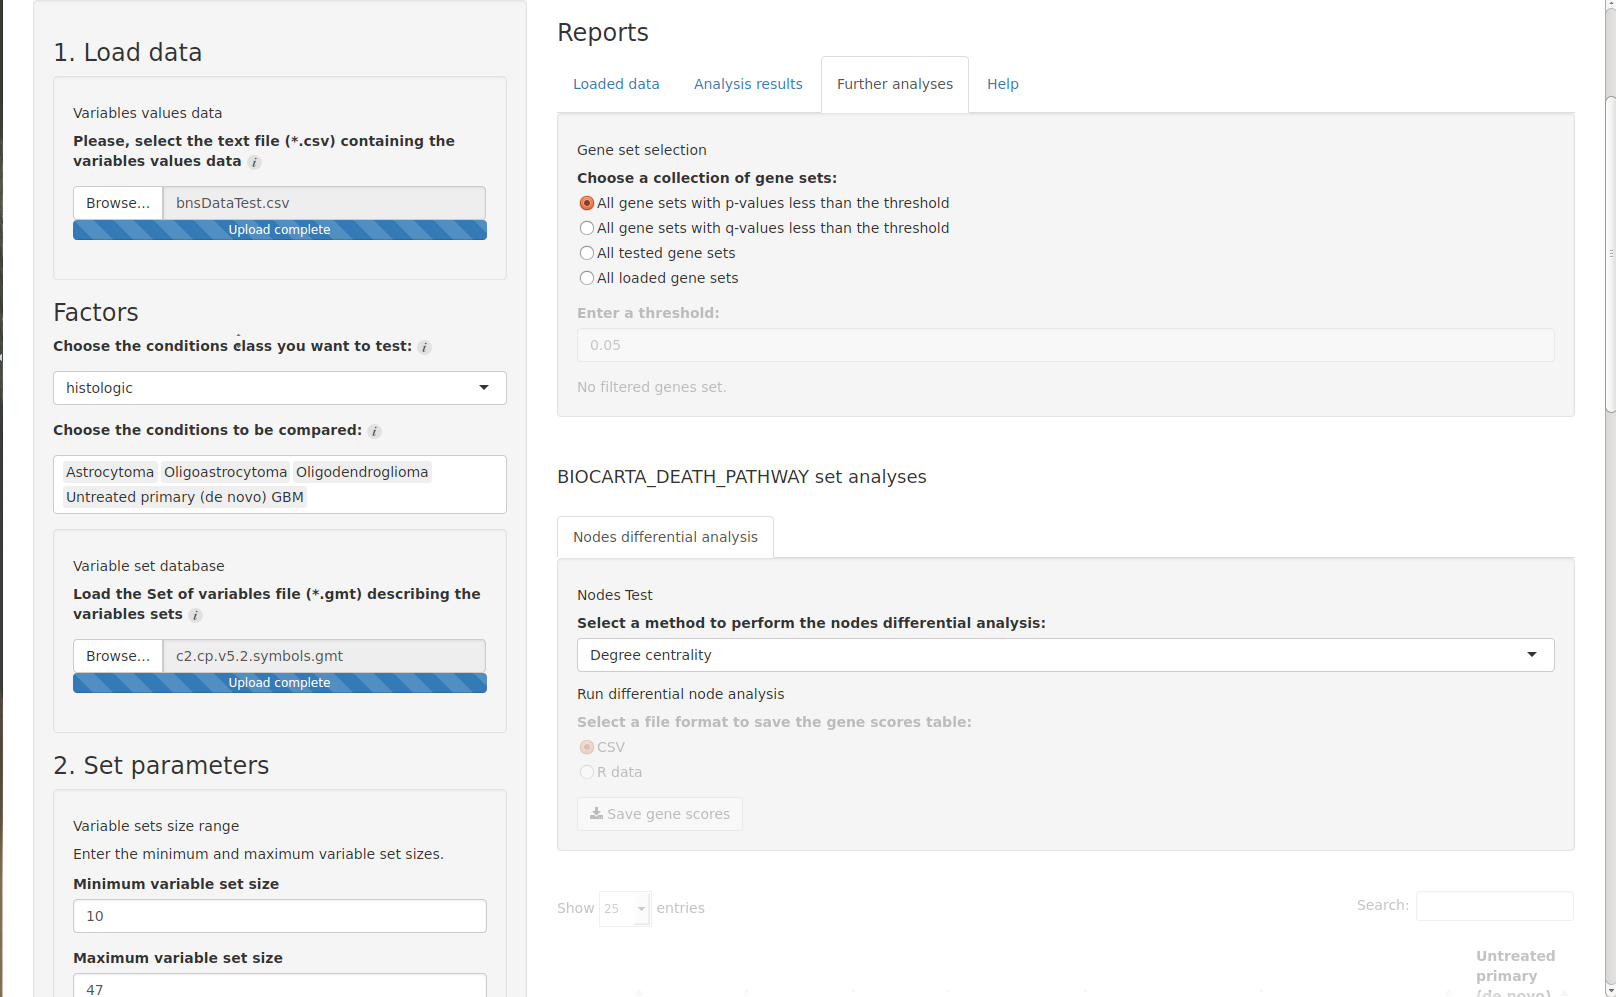 1. Load data
Variables values data
Please, select the text file (*.csv) containing the
variables values data i
Browse... bnsDataTest.csv
Upload complete
Factors
Choose the conditions class you want to test: i
histologic
Choose the conditions to be compared: i
Astrocytoma Oligoastrocytoma Oligodendroglioma
Untreated primary (de novo) GBM
Variable set database
Load the Set of variables file (*.gmt) describing the
variables sets i
Browse... c2.cp.v5.2.symbols.gmt
Upload complete
2. Set parameters
Variable sets size range
Enter the minimum and maximum variable set sizes.
Minimum variable set size
10
Maximum variable set size
47
Reports
Loaded data Analysis results Further analyses Help
Gene set selection
Choose a collection of gene sets:
All gene sets with p-values less than the threshold
All gene sets with q-values less than the threshold
All tested gene sets
All loaded gene sets
Enter a threshold:
0.05
No filtered genes set.
BIOCARTA_DEATH_PATHWAY set analyses
Nodes differential analysis
Nodes Test
Select a method to perform the nodes differential analysis:
Degree centrality
Run differential node analysis
Select a file format to save the gene scores table:
CSV
R data
Save gene scores
Show 25 entries Search:
Untreated
primary
(de novo)